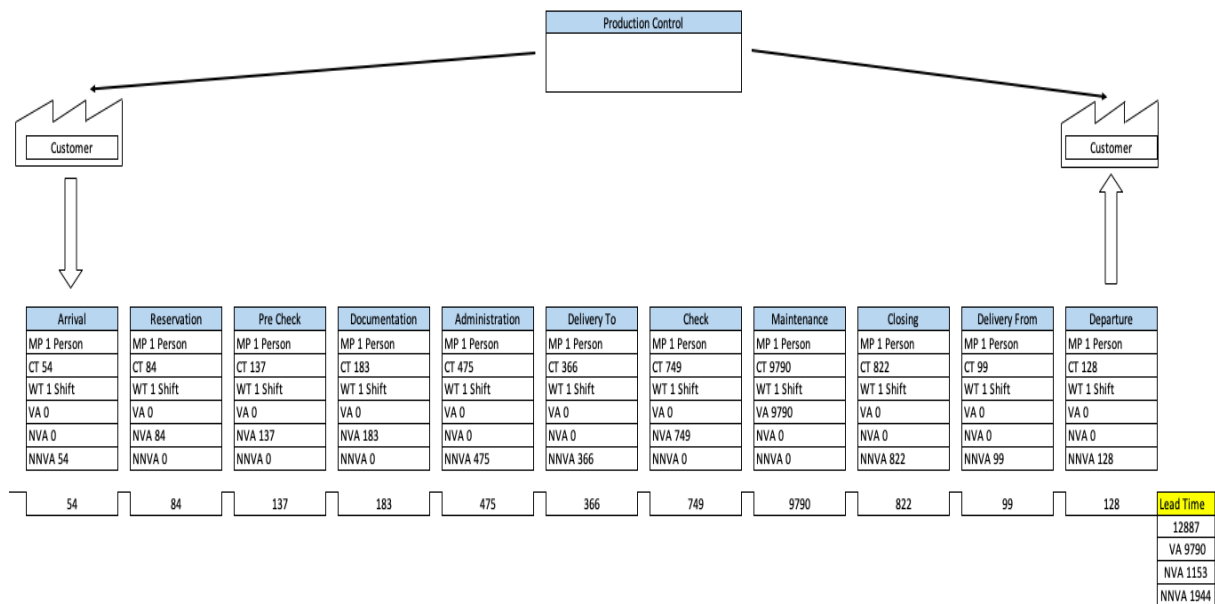 Production Control
Customer
Customer
Arrival
MP 1 Person
CT 54
WT 1 Shift
VA 0
NVA 0
NNVA 54
Reservation
MP 1 Person
CT 84
WT 1 Shift
VA 0
NVA 84
NNVA 0
Pre Check
MP 1 Person
CT 137
WT 1 Shift
VA 0
NVA 137
NNVA 0
Documentation
MP 1 Person
CT 183
WT 1 Shift
VA 0
NVA 183
NNVA 0
Administration
MP 1 Person
CT 475
WT 1 Shift
VA 0
NVA 0
NNVA 475
Delivery To
MP 1 Person
CT 366
WT 1 Shift
VA 0
NVA 0
NNVA 366
Check
MP 1 Person
CT 749
WT 1 Shift
VA 0
NVA 749
NNVA 0
Maintenance
MP 1 Person
CT 9790
WT 1 Shift
VA 9790
NVA 0
NNVA 0
Closing
MP 1 Person
CT 822
WT 1 Shift
VA 0
NVA 0
NNVA 822
Delivery From
MP 1 Person
CT 99
WT 1 Shift
VA 0
NVA 0
NNVA 99
Departure
MP 1 Person
CT 128
WT 1 Shift
VA 0
NVA 0
NNVA 128
54 84 137 183 475 366 749 9790 822 99 128
Lead Time
12887
VA 9790
NVA 1153
NNVA 1944